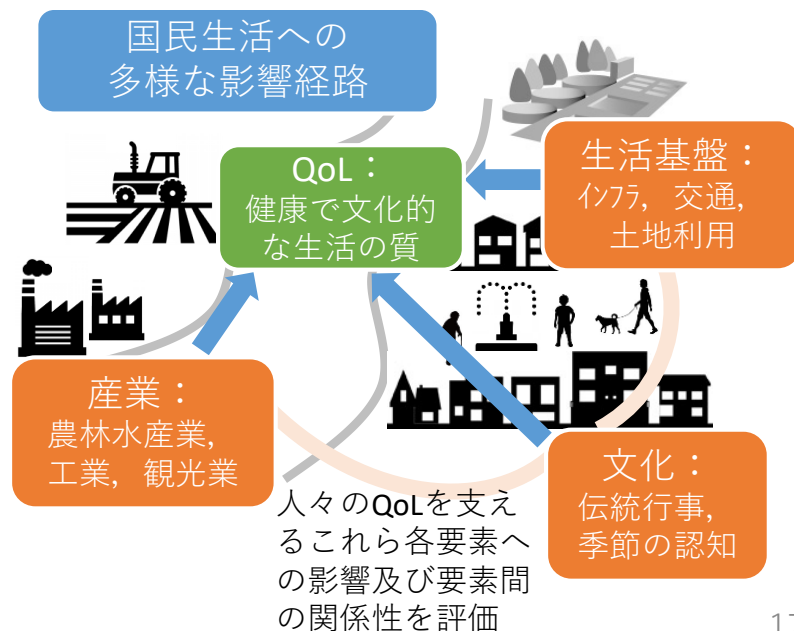 国民生活への
多様な影響経路
QoL：
健康で文化的
な生活の質
生活基盤：
ｲﾝﾌﾗ，交通，
土地利用
産業：
農林水産業，
工業，観光業
文化：
伝統行事，
季節の認知
人々のQoLを支え
るこれら各要素へ
の影響及び要素間
の関係性を評価